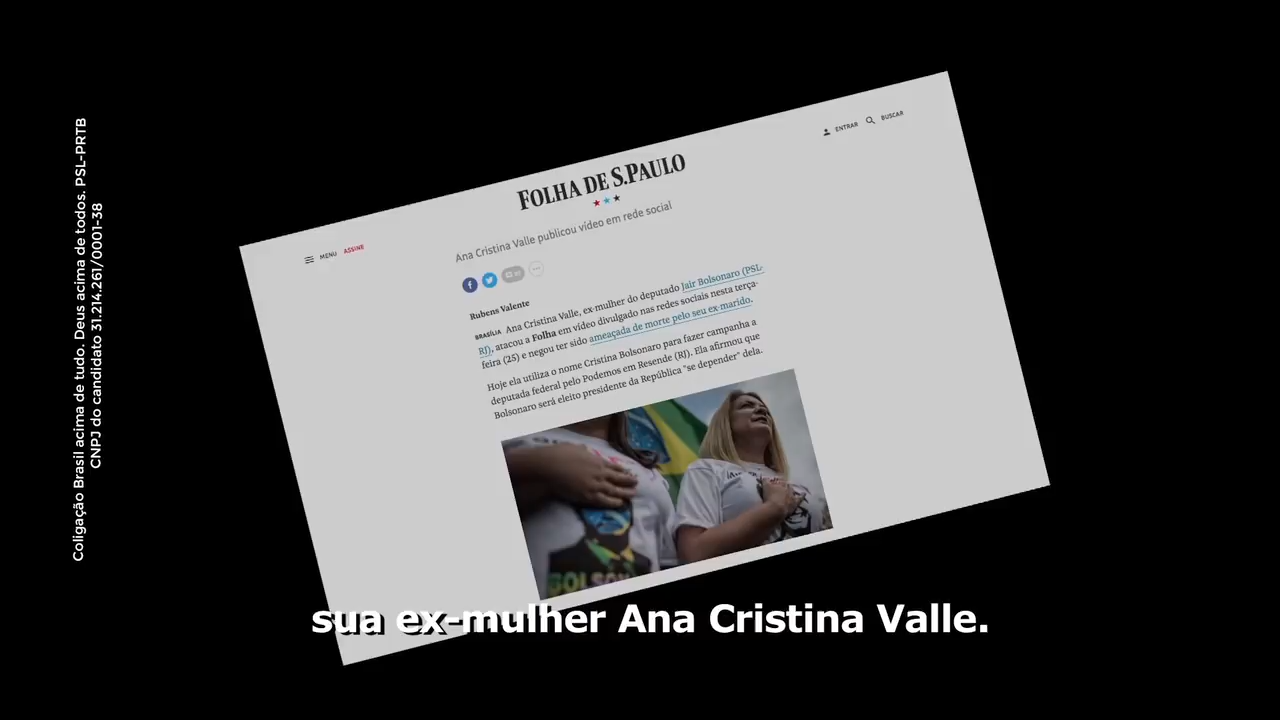 Coligação Brasil acima de tudo. Deus acima de todos. PSL-PRTB
CNPJ do candidato 31.214.261/0001-38
MENU ASSINE
FOLHA DE S.PAULO
ENTRAR BUSCAR
Ana Cristina Valle publicou vídeo em rede social
Rubens Valente
BRASÍLIA Ana Cristina Valle, ex-mulher do deputado Jair Bolsonaro (PSL-
RJ), atacou a Folha em vídeo divulgado nas redes sociais nesta terça-
feira (25) e negou ter sido ameaçada de morte pelo seu ex-marido.
Hoje ela utiliza o nome Cristina Bolsonaro para fazer campanha a
deputada federal pelo Podemos em Resende (RJ). Ela afirmou que
Bolsonaro será eleito presidente da República "se depender" dela.
sua ex-mulher Ana Cristina Valle.